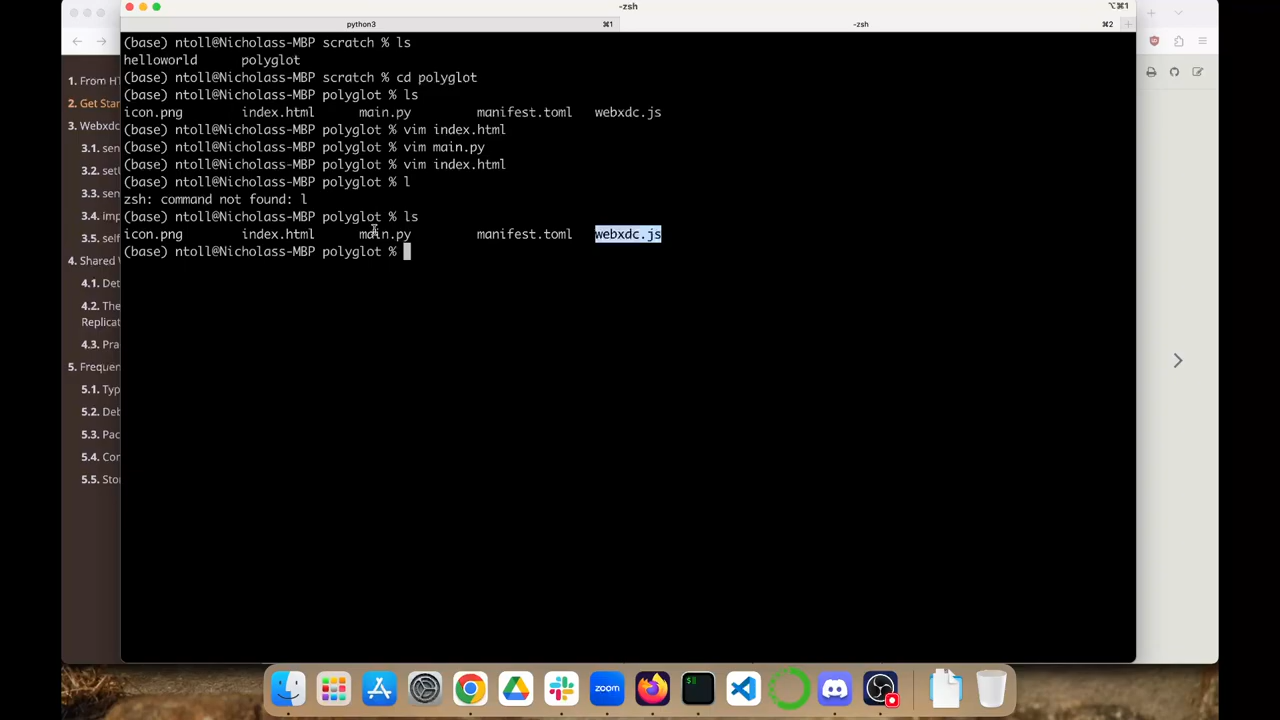 -zsh
⌥⌘1
python3
⌘1
-zsh
⌘2
(base) ntoll@Nicholass-MBP scratch % ls
helloworld polyglot
(base) ntoll@Nicholass-MBP scratch % cd polyglot
(base) ntoll@Nicholass-MBP polyglot % ls
icon.png index.html main.py manifest.toml webxdc.js
(base) ntoll@Nicholass-MBP polyglot % vim index.html
(base) ntoll@Nicholass-MBP polyglot % vim main.py
(base) ntoll@Nicholass-MBP polyglot % vim index.html
(base) ntoll@Nicholass-MBP polyglot % l
zsh: command not found: l
(base) ntoll@Nicholass-MBP polyglot % ls
icon.png index.html main.py manifest.toml webxdc.js
(base) ntoll@Nicholass-MBP polyglot %
1. From
2. Get Star
3. Webxdc
3.1. sen
3.2. set
3.3. sen
3.4. imp
3.5. self
4. Shared
4.1. Det
4.2. The
Replicat
4.3. Pra
5. Frequen
5.1. Typ
5.2. Deb
5.3. Pac
5.4. Cor
5.5. Stor
zoom